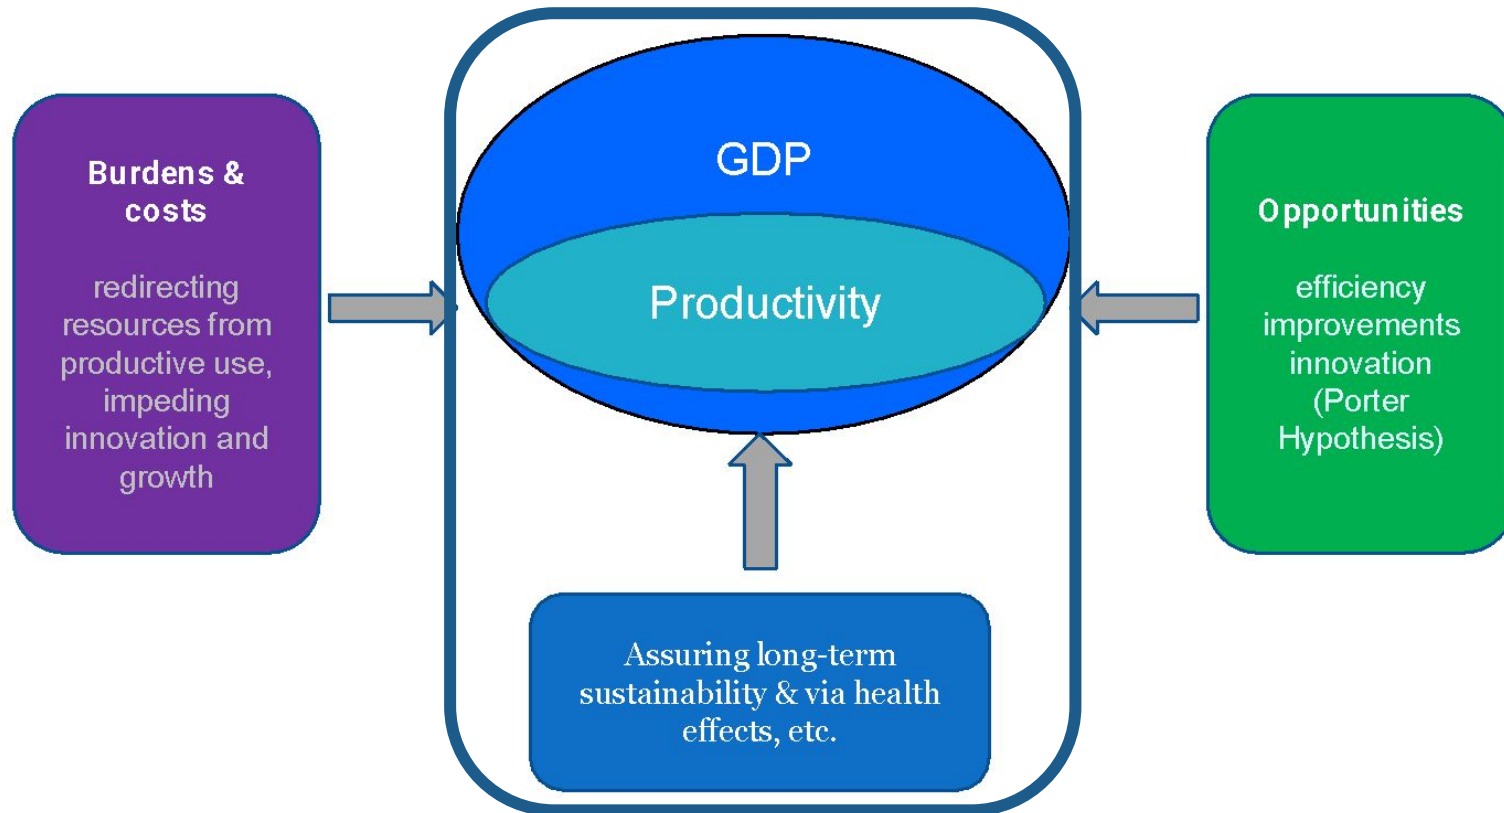 Burdens &
costs
redirecting
resources from
productive use,
impeding
innovation and
growth
GDP
Productivity
Assuring long-term
sustainability & via health
effects, etc.
Opportunities
efficiency
improvements
innovation
(Porter
Hypothesis)